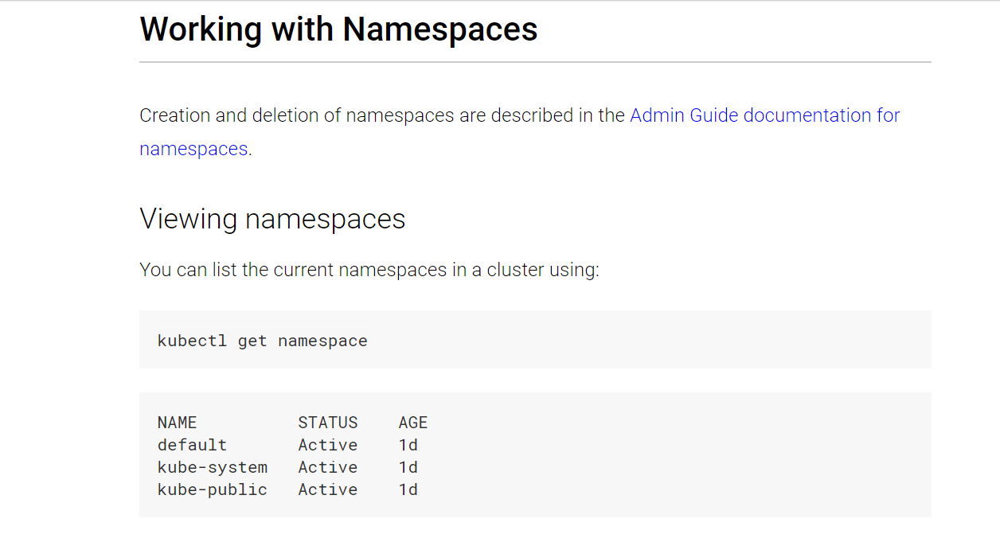 Working with Namespaces
Creation and deletion of namespaces are described in the Admin Guide documentation for
namespaces.
Viewing namespaces
You can list the current namespaces in a cluster using:
kubectl get namespace
NAME          STATUS    AGE
default       Active    1d
kube-system   Active    1d
kube-public   Active    1d